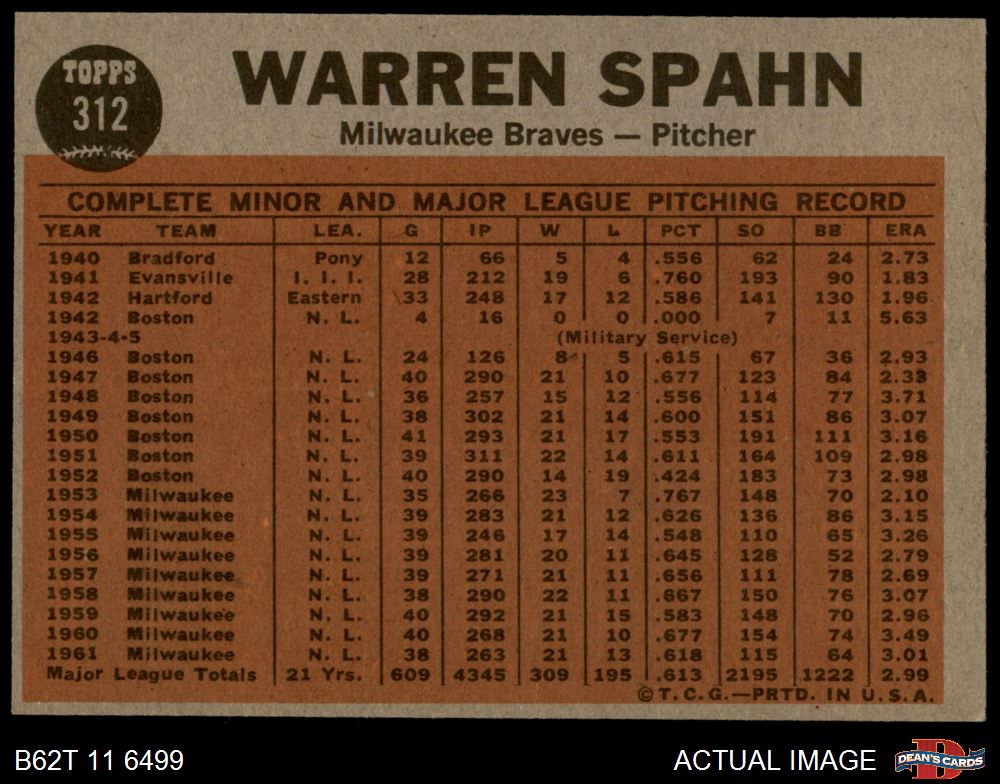 TOPPS
312
WARREN SPAHN
Milwaukee Braves — Pitcher
COMPLETE MINOR AND MAJOR LEAGUE PITCHING RECORD
YEAR TEAM LEA. G IP W L PCT SO BB ERA
1940 Bradford Pony 12 66 5 4 .556 62 24 2.73
1941 Evansville I. I. I. 28 212 19 6 .760 193 90 1.83
1942 Hartford Eastern 33 248 17 12 .586 141 130 1.96
1942 Boston N. L. 4 16 0 0 .000 7 11 5.63
1943-4-5 (Military Service)
1946 Boston N. L. 24 126 8 5 .615 67 36 2.93
1947 Boston N. L. 40 290 21 10 .677 123 84 2.33
1948 Boston N. L. 36 257 15 12 .556 114 77 3.71
1949 Boston N. L. 38 302 21 14 .600 151 86 3.07
1950 Boston N. L. 41 293 21 17 .553 191 111 3.16
1951 Boston N. L. 39 311 22 14 .611 164 109 2.98
1952 Boston N. L. 40 290 14 19 .424 183 73 2.98
1953 Milwaukee N. L. 35 266 23 7 .767 148 70 2.10
1954 Milwaukee N. L. 39 283 21 12 .626 136 86 3.15
1955 Milwaukee N. L. 39 246 17 14 .548 110 65 3.26
1956 Milwaukee N. L. 39 281 20 11 .645 128 52 2.79
1957 Milwaukee N. L. 39 271 21 11 .656 111 78 2.69
1958 Milwaukee N. L. 38 290 22 11 .667 150 76 3.07
1959 Milwaukee N. L. 40 292 21 15 .583 148 70 2.96
1960 Milwaukee N. L. 40 268 21 10 .677 154 74 3.49
1961 Milwaukee N. L. 38 263 21 13 .618 115 64 3.01
Major League Totals 21 Yrs. 609 4345 309 195 .613 2195 1222 2.99
©T.C.G.—PRTD. IN U.S.A.
B62T 11 6499 ACTUAL IMAGE
D
DEAN'S CARDS